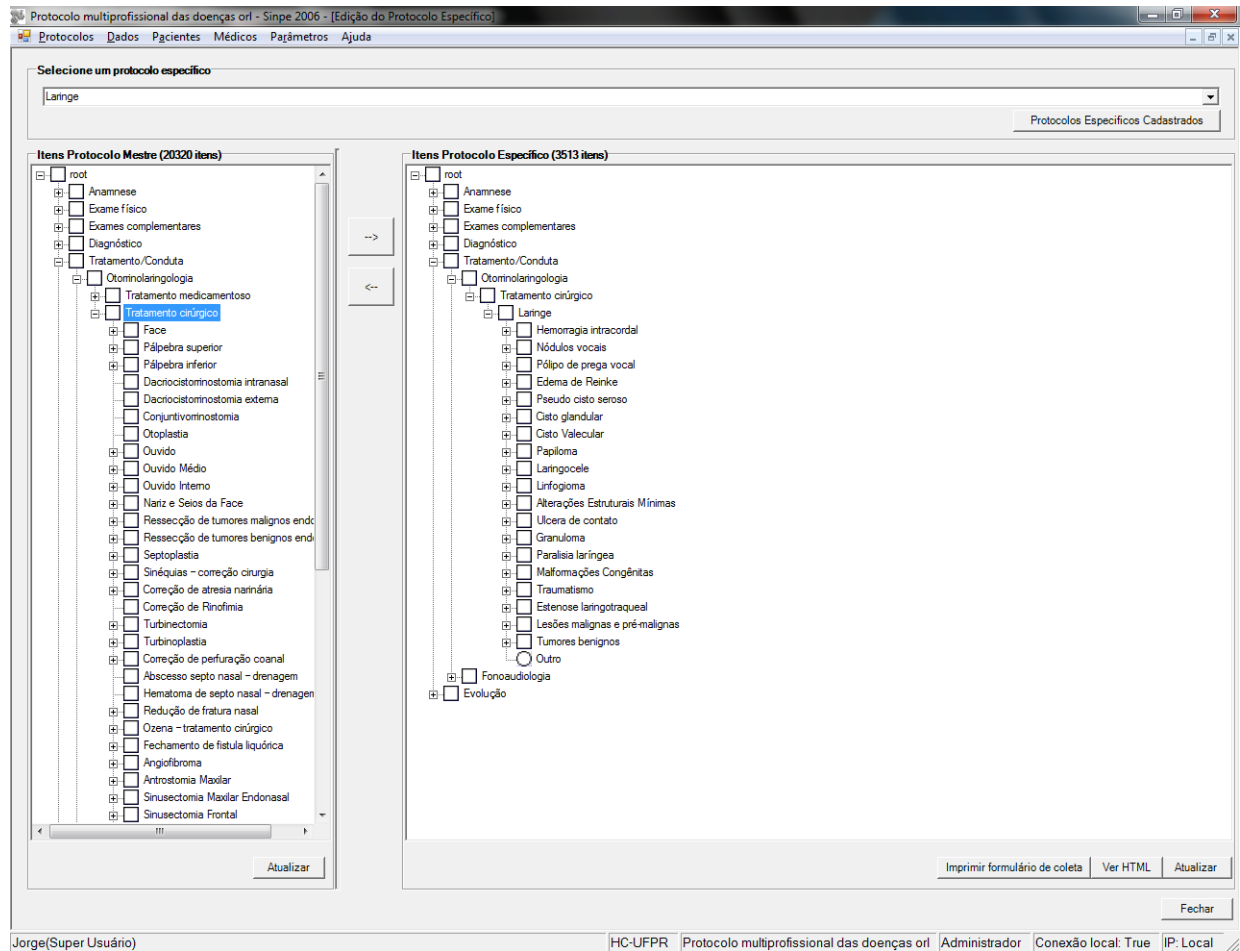 Protocolo multiprofissional das doenças orl - Sinpe 2006 - [Edição do Protocolo Específico]
Protocolos Dados Pacientes Médicos Parâmetros Ajuda
Selecione um protocolo específico
Laringe
Protocolos Especificos Cadastrados
Itens Protocolo Mestre (20320 itens)
root
Anamnese
Exame físico
Exames complementares
Diagnóstico
Tratamento/Conduta
Otorrinolaringologia
Tratamento medicamentoso
Tratamento cirúrgico
Face
Pálpebra superior
Pálpebra inferior
Dacriocistorrinostomia intranasal
Dacriocistorrinostomia externa
Conjuntivorrinostomia
Otoplastia
Ouvido
Ouvido Médio
Ouvido Interno
Nariz e Seios da Face
Ressecção de tumores malignos endo
Ressecção de tumores benignos endo
Septoplastia
Sinéquias – correção cirurgia
Correção de atresia narinária
Correção de Rinofimia
Turbinectomia
Turbinoplastia
Correção de perfuração coanal
Abscesso septo nasal – drenagem
Hematoma de septo nasal – drenagem
Redução de fratura nasal
Ozena – tratamento cirúrgico
Fechamento de fistula liquórica
Angiofibroma
Antrostomia Maxilar
Sinusectomia Maxilar Endonasal
Sinusectomia Frontal
Atualizar
-->
<--
Itens Protocolo Específico (3513 itens)
root
Anamnese
Exame físico
Exames complementares
Diagnóstico
Tratamento/Conduta
Otorrinolaringologia
Tratamento cirúrgico
Laringe
Hemorragia intracordal
Nódulos vocais
Pólipo de prega vocal
Edema de Reinke
Pseudo cisto seroso
Cisto glandular
Cisto Valecular
Papiloma
Laringocele
Linfogioma
Alterações Estruturais Mínimas
Ulcera de contato
Granuloma
Paralisia laríngea
Malformações Congênitas
Traumatismo
Estenose laringotraqueal
Lesões malignas e pré-malignas
Tumores benignos
Outro
Fonoaudiologia
Evolução
Imprimir formulário de coleta Ver HTML Atualizar
Fechar
Jorge(Super Usuário) HC-UFPR Protocolo multiprofissional das doenças orl Administrador Conexão local: True IP: Local